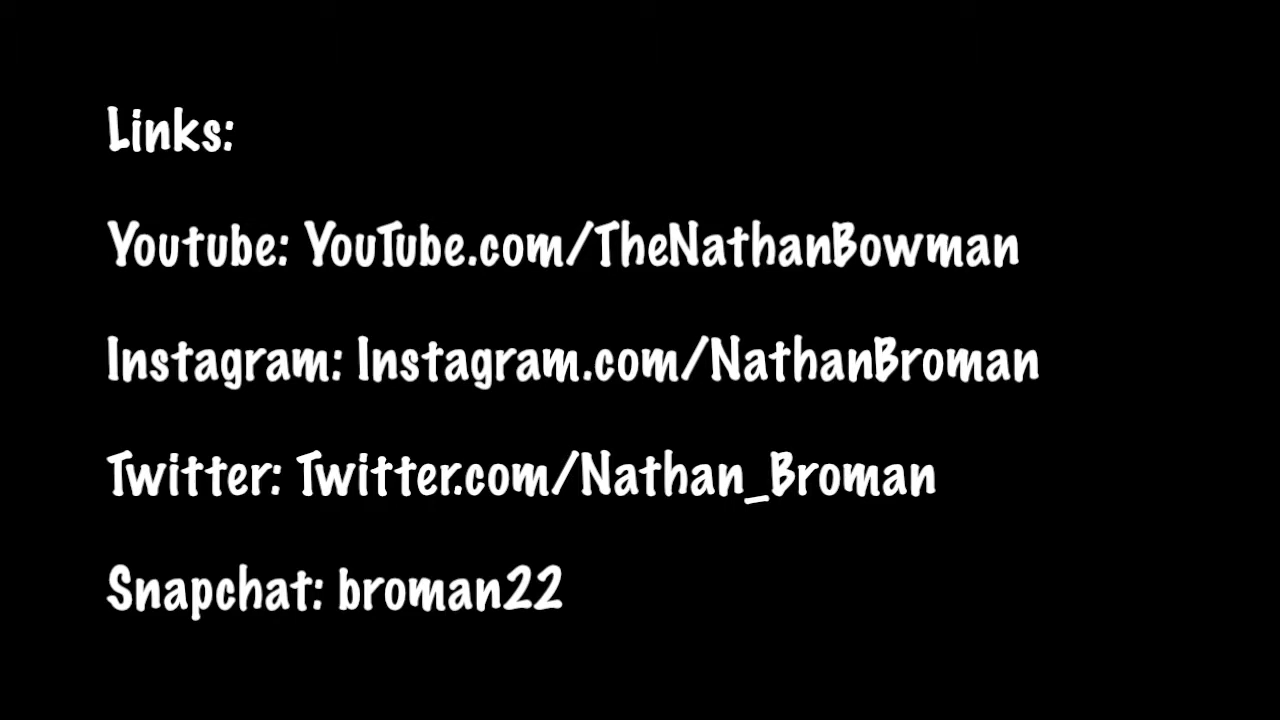 Links:
Youtube: YouTube.com/TheNathanBowman
Instagram: Instagram.com/NathanBroman
Twitter: Twitter.com/Nathan_Broman
Snapchat: broman22